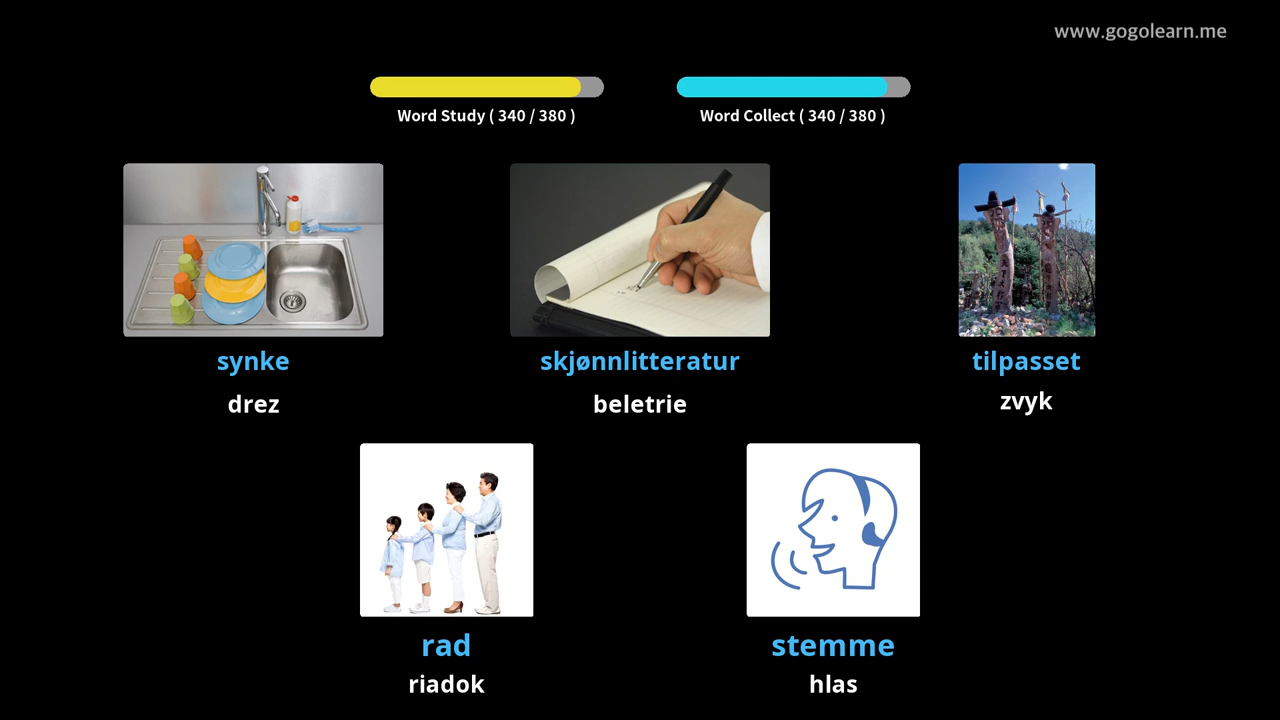 www.gogolearn.me
Word Study ( 340 / 380 )
Word Collect ( 340 / 380 )
synke
drez
skjønnlitteratur
beletrie
tilpasset
zvyk
rad
riadok
stemme
hlas